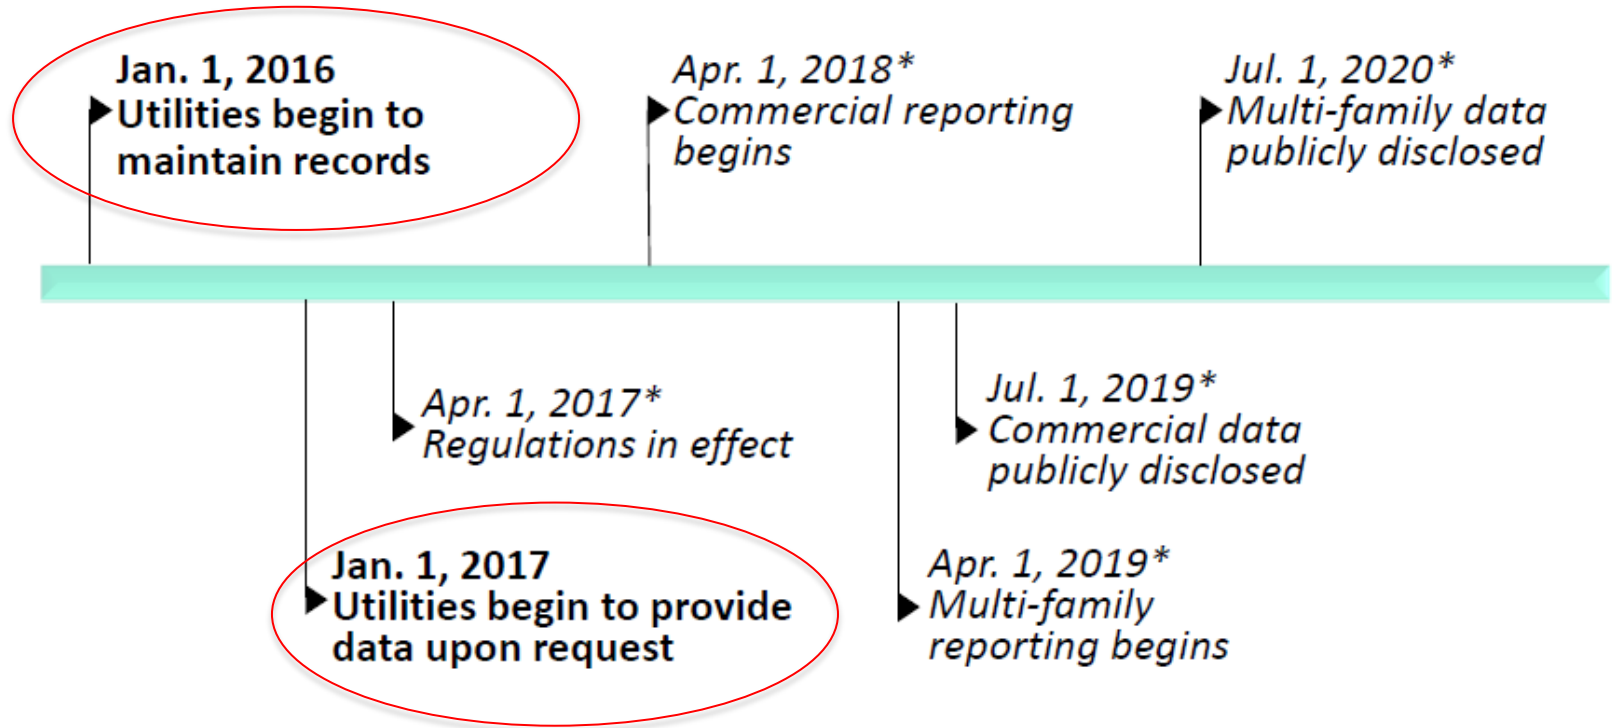 Jan. 1, 2016
Utilities begin to
maintain records
Apr. 1, 2018*
Commercial reporting
begins
Jul. 1, 2020*
Multi-family data
publicly disclosed
Apr. 1, 2017*
Regulations in effect
Jan. 1, 2017
Utilities begin to provide
data upon request
Jul. 1, 2019*
Commercial data
publicly disclosed
Apr. 1, 2019*
Multi-family
reporting begins